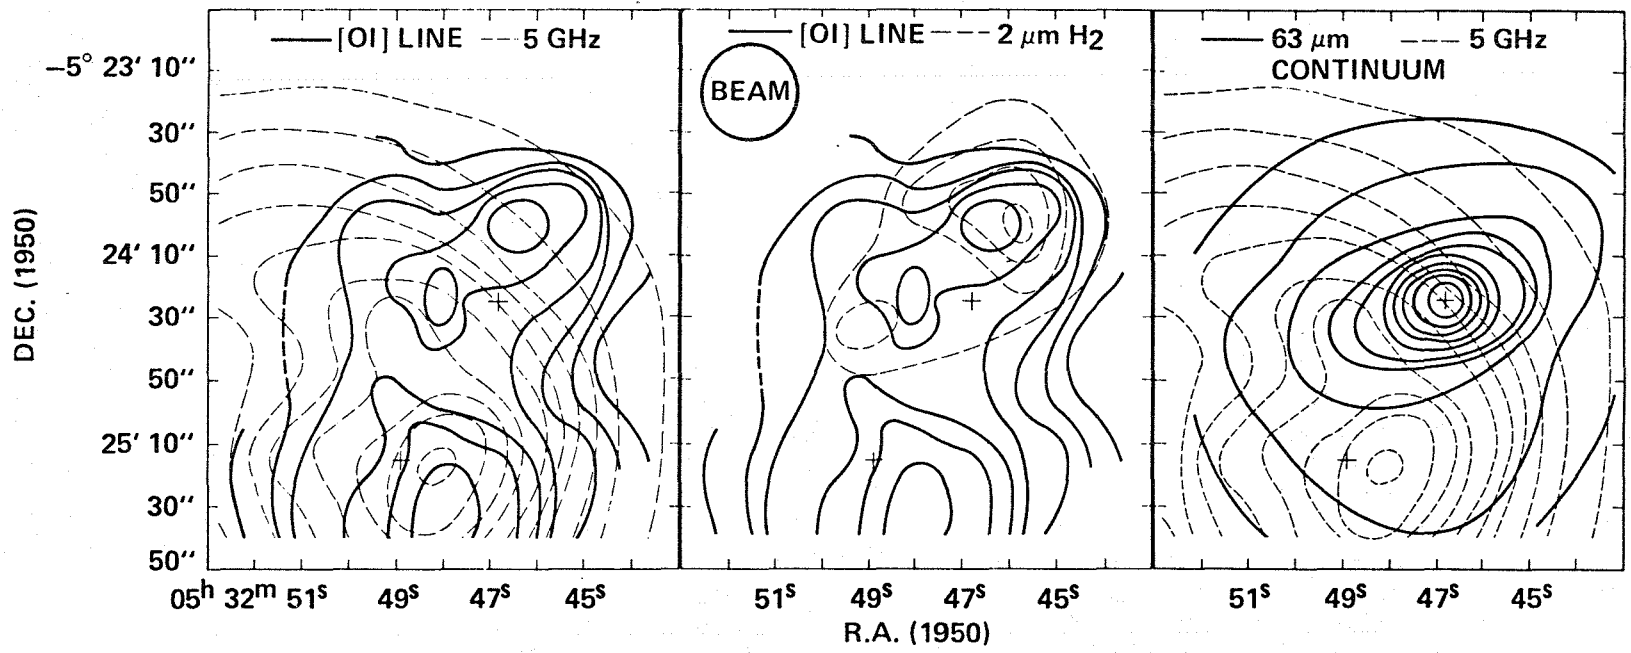 [OI] LINE 5 GHz
[OI] LINE 2 μm H₂
63 μm 5 GHz
CONTINUUM
BEAM
DEC. (1950)
−5° 23′ 10″
30″
50″
24′ 10″
30″
50″
25′ 10″
30″
50″
05ʰ 32ᵐ 51ˢ 49ˢ 47ˢ 45ˢ
51ˢ 49ˢ 47ˢ 45ˢ
51ˢ 49ˢ 47ˢ 45ˢ
R.A. (1950)